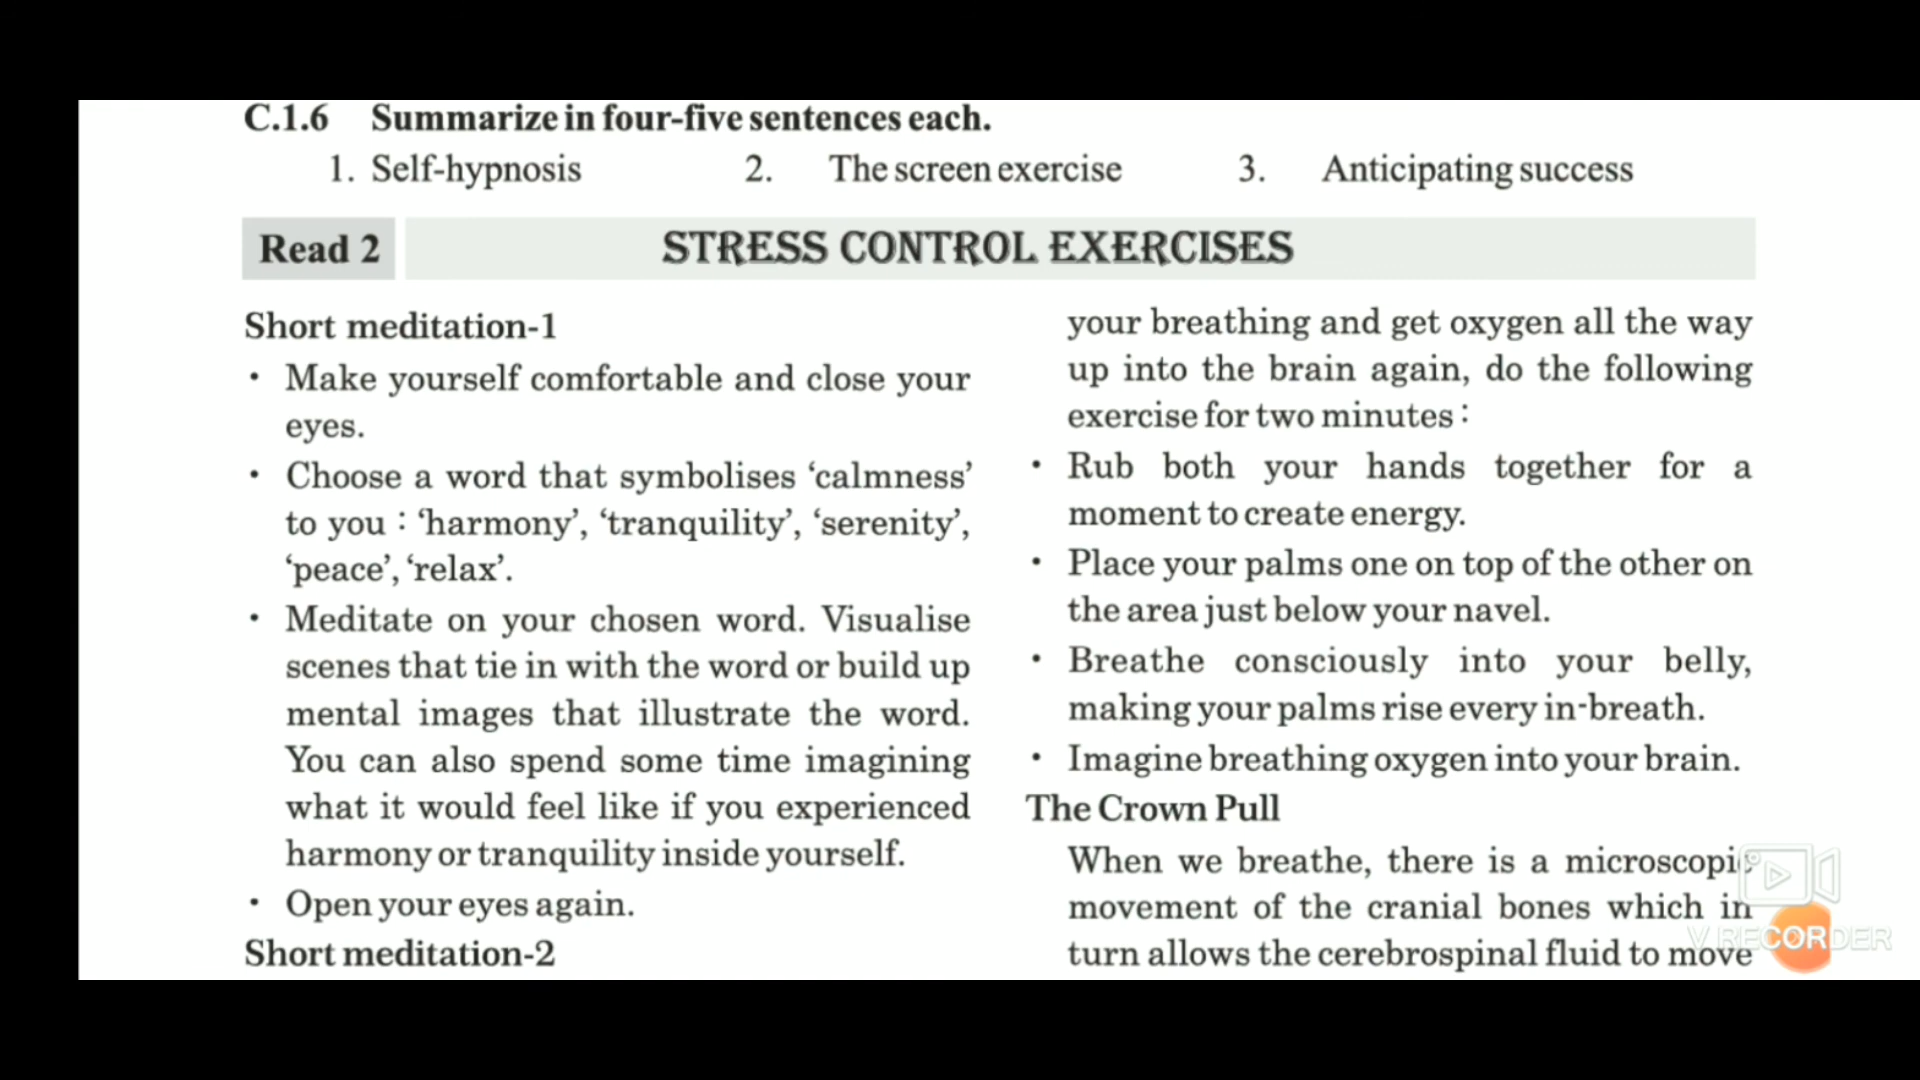 C.1.6 Summarize in four-five sentences each.
1. Self-hypnosis 2. The screen exercise 3. Anticipating success
Read 2 STRESS CONTROL EXERCISES
Short meditation-1
• Make yourself comfortable and close your
eyes.
• Choose a word that symbolises ‘calmness’
to you : ‘harmony’, ‘tranquility’, ‘serenity’,
‘peace’, ‘relax’.
• Meditate on your chosen word. Visualise
scenes that tie in with the word or build up
mental images that illustrate the word.
You can also spend some time imagining
what it would feel like if you experienced
harmony or tranquility inside yourself.
• Open your eyes again.
Short meditation-2
your breathing and get oxygen all the way
up into the brain again, do the following
exercise for two minutes :
• Rub both your hands together for a
moment to create energy.
• Place your palms one on top of the other on
the area just below your navel.
• Breathe consciously into your belly,
making your palms rise every in-breath.
• Imagine breathing oxygen into your brain.
The Crown Pull
When we breathe, there is a microscopic
movement of the cranial bones which in
turn allows the cerebrospinal fluid to move
V RECORDER